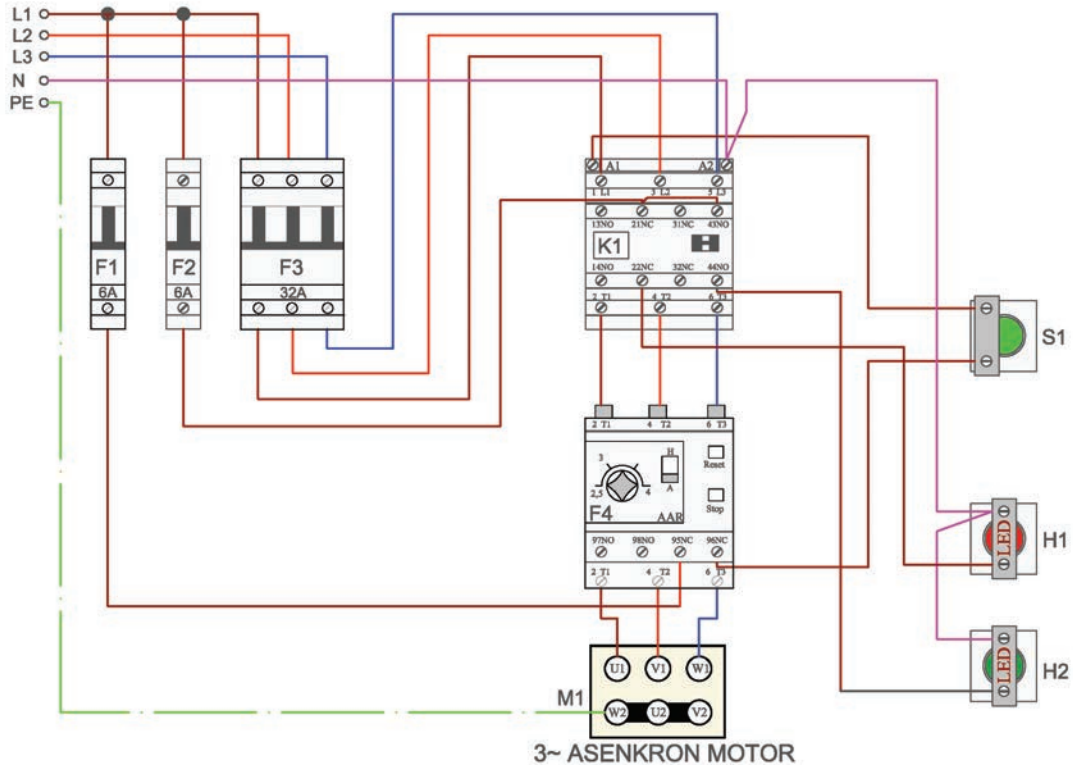 L1
L2
L3
N
PE
F1
6A
F2
6A
F3
32A
A1 A2
1 L1 3 L2 5 L3
13NO 21NC 31NC 43NO
K1
14NO 22NC 32NC 44NO
2 T1 4 T2 6 T3
S1
2 T1 4 T2 6 T3
3
2,5
4
H
A
Reset
Stop
F4
AAR
97NO 98NO 95NC 96NC
2 T1 4 T2 6 T3
LED
H1
LED
H2
M1
U1 V1 W1
W2 U2 V2
3~ ASENKRON MOTOR